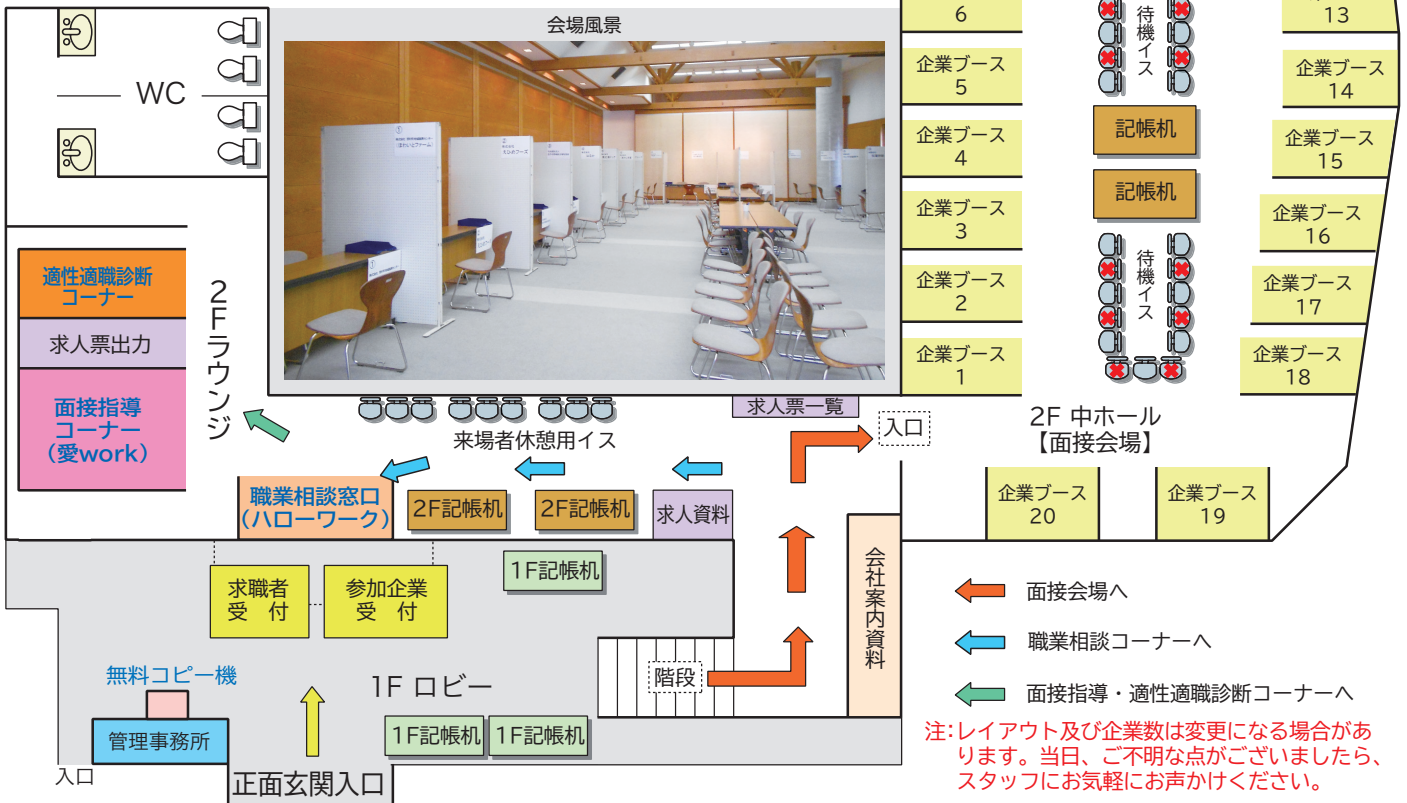 会場風景
WC
適性適職診断
コーナー
求人票出力
面接指導
コーナー
(愛work)
2Fラウンジ
来場者休憩用イス
求人票一覧
入口
職業相談窓口
(ハローワーク)
2F記帳机
2F記帳机
求人資料
6
企業ブース
5
企業ブース
4
企業ブース
3
企業ブース
2
企業ブース
1
待機イス
記帳机
記帳机
待機イス
13
企業ブース
14
企業ブース
15
企業ブース
16
企業ブース
17
企業ブース
18
2F 中ホール
【面接会場】
企業ブース
20
企業ブース
19
求職者
受 付
参加企業
受 付
1F記帳机
会社案内資料
階段
無料コピー機
管理事務所
1F ロビー
1F記帳机
1F記帳机
入口
正面玄関入口
面接会場へ
職業相談コーナーへ
面接指導・適性適職診断コーナーへ
注:レイアウト及び企業数は変更になる場合があ
ります。当日、ご不明な点がございましたら、
スタッフにお気軽にお声かけください。